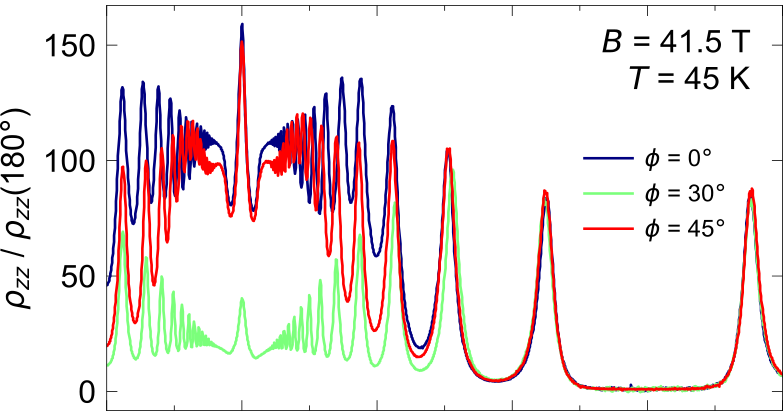 B = 41.5 T
T = 45 K
150
100
50
0
ρzz / ρzz(180°)
ϕ = 0°
ϕ = 30°
ϕ = 45°